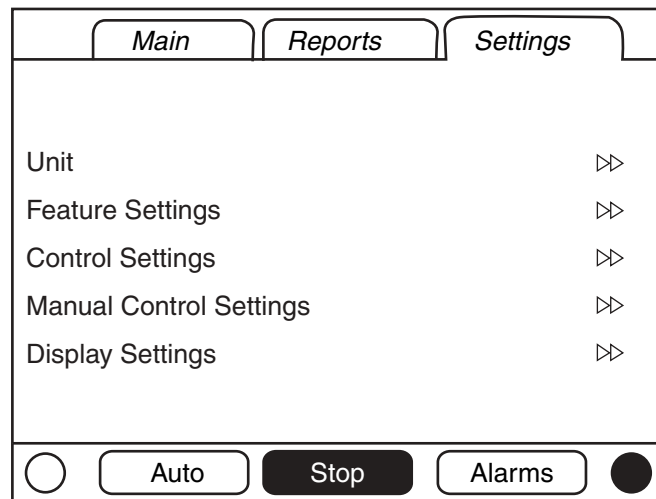 Main Reports Settings
Unit
Feature Settings
Control Settings
Manual Control Settings
Display Settings
Auto Stop Alarms